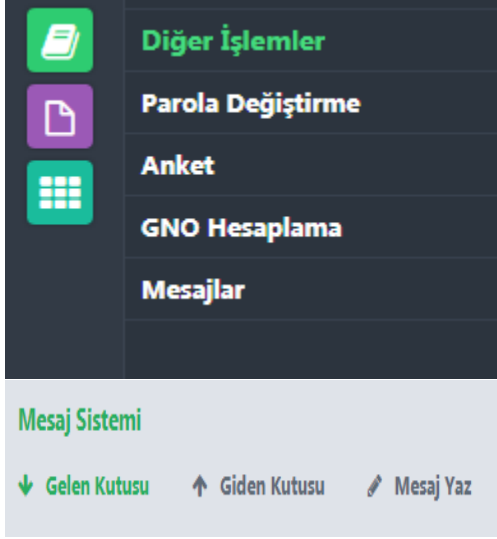 Diğer İşlemler
Parola Değiştirme
Anket
GNO Hesaplama
Mesajlar
Mesaj Sistemi
Gelen Kutusu Giden Kutusu Mesaj Yaz